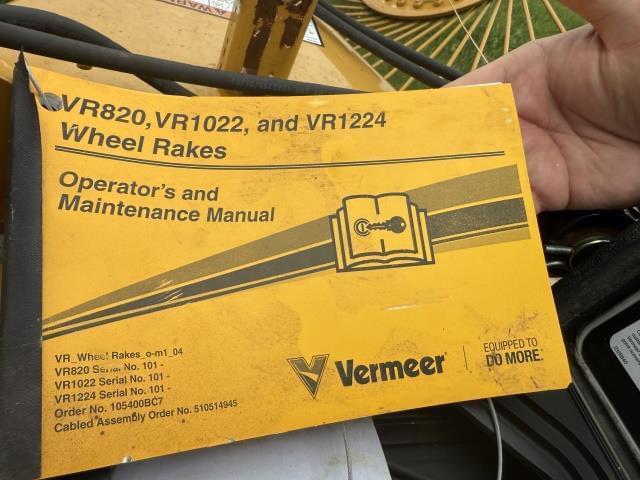 VR820, VR1022, and VR1224
Wheel Rakes
Operator's and
Maintenance Manual
VR_Wheel Rakes_o-m1_04
VR820 Serial No. 101 -
VR1022 Serial No. 101 -
VR1224 Serial No. 101 -
Order No. 105400BC7
Cabled Assembly Order No. 510514945
Vermeer
EQUIPPED TO
DO MORE.